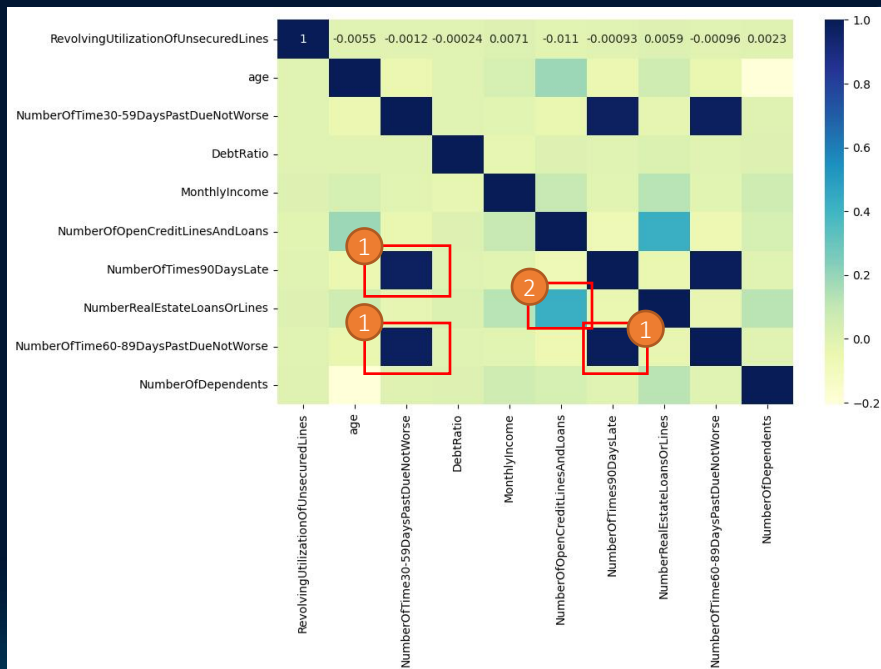 RevolvingUtilizationOfUnsecuredLines 1 -0.0055 -0.0012 -0.00024 0.0071 -0.011 -0.00093 0.0059 -0.00096 0.0023
age
NumberOfTime30-59DaysPastDueNotWorse
DebtRatio
MonthlyIncome
NumberOfOpenCreditLinesAndLoans
1
NumberOfTimes90DaysLate
2
NumberRealEstateLoansOrLines
1
1
NumberOfTime60-89DaysPastDueNotWorse
NumberOfDependents
1.0
0.8
0.6
0.4
0.2
0.0
−0.2
RevolvingUtilizationOfUnsecuredLines
age
NumberOfTime30-59DaysPastDueNotWorse
DebtRatio
MonthlyIncome
NumberOfOpenCreditLinesAndLoans
NumberOfTimes90DaysLate
NumberRealEstateLoansOrLines
NumberOfTime60-89DaysPastDueNotWorse
NumberOfDependents